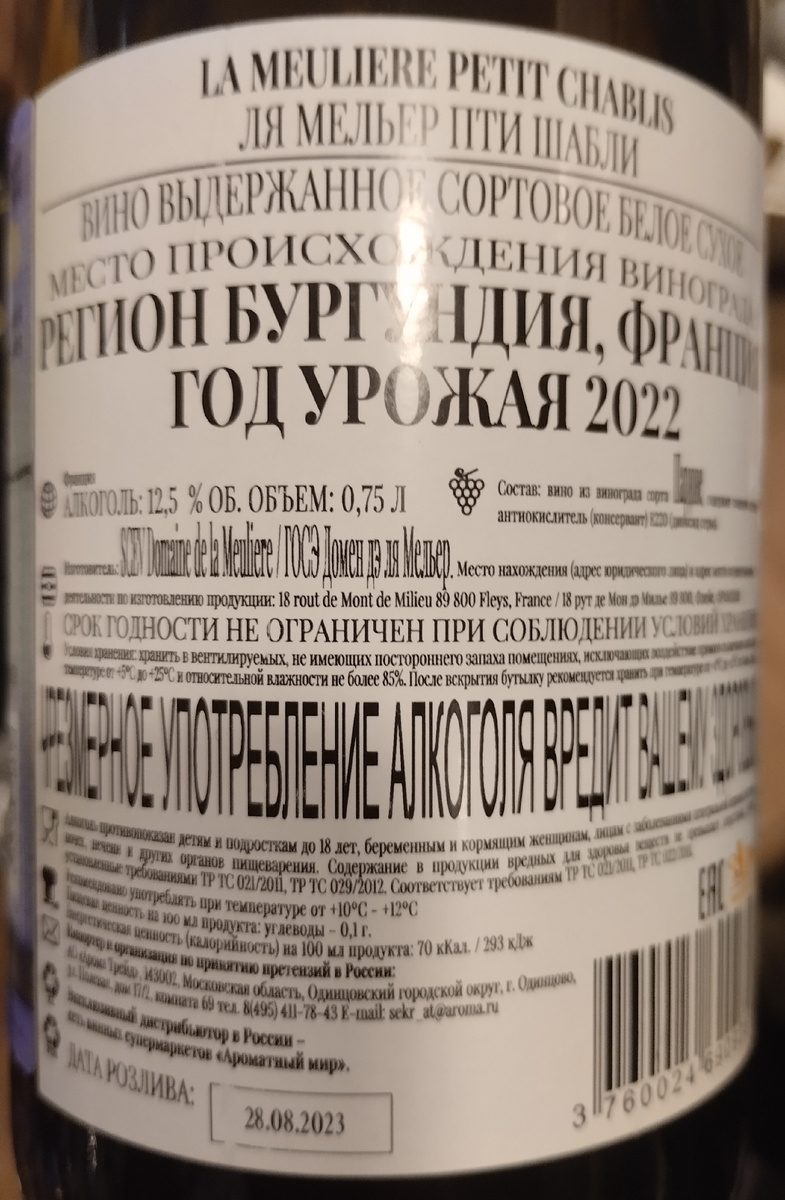 LA MEULIERE PETIT CHABLIS
ЛЯ МЕЛЬЕР ПТИ ШАБЛИ
ВИНО ВЫДЕРЖАННОЕ СОРТОВОЕ БЕЛОЕ СУХОЕ
МЕСТО ПРОИСХОЖДЕНИЯ ВИНОГРАДА
РЕГИОН БУРГУНДИЯ, ФРАНЦИЯ
ГОД УРОЖАЯ 2022
Франция
АЛКОГОЛЬ: 12,5 % ОБ. ОБЪЕМ: 0,75 Л
Состав: вино из винограда сорта
антиокислитель (консервант) E220
Изготовитель: SCEV Domaine de la Meuliere / ГОСЭ Домен дэ ля Мельер. Место нахождения (адрес юридического лица) и адрес места
деятельности по изготовлению продукции: 18 rout de Mont de Milieu 89 800 Fleys, France / 18 рут де Мон дэ
СРОК ГОДНОСТИ НЕ ОГРАНИЧЕН ПРИ СОБЛЮДЕНИИ УСЛОВИЙ ХРАНЕНИЯ
Условия хранения: хранить в вентилируемых, не имеющих постороннего запаха помещениях, исключающих воздействие
температуре от +5°C до +25°C и относительной влажности не более 85%. После вскрытия бутылку рекомендуется хранить при температуре от
ЧРЕЗМЕРНОЕ УПОТРЕБЛЕНИЕ АЛКОГОЛЯ ВРЕДИТ ВАШЕМУ ЗДОРОВЬЮ
Алкоголь противопоказан детям и подросткам до 18 лет, беременным и кормящим женщинам, лицам с заболеваниями
почек, печени и других органов пищеварения. Содержание в продукции вредных для здоровья веществ не
установленные требованиями ТР ТС 021/2011, ТР ТС 029/2012. Соответствует требованиям ТР ТС 021/2011, ТР ТС
Рекомендовано употреблять при температуре от +10°C - +12°C
Пищевая ценность на 100 мл продукта: углеводы - 0,1 г.
Энергетическая ценность (калорийность) на 100 мл продукта: 70 кКал. / 293 кДж
Импортер и организация по принятию претензий в России:
Трейд», 143002, Московская область, Одинцовский городской округ, г. Одинцово,
дом 17/2, комната 69 тел. 8(495) 411-78-43 E-mail: sekr_at@aroma.ru
Эксклюзивный дистрибьютор в России –
сеть винных супермаркетов «Ароматный мир».
ДАТА РОЗЛИВА:
28.08.2023
EAC
3 760024